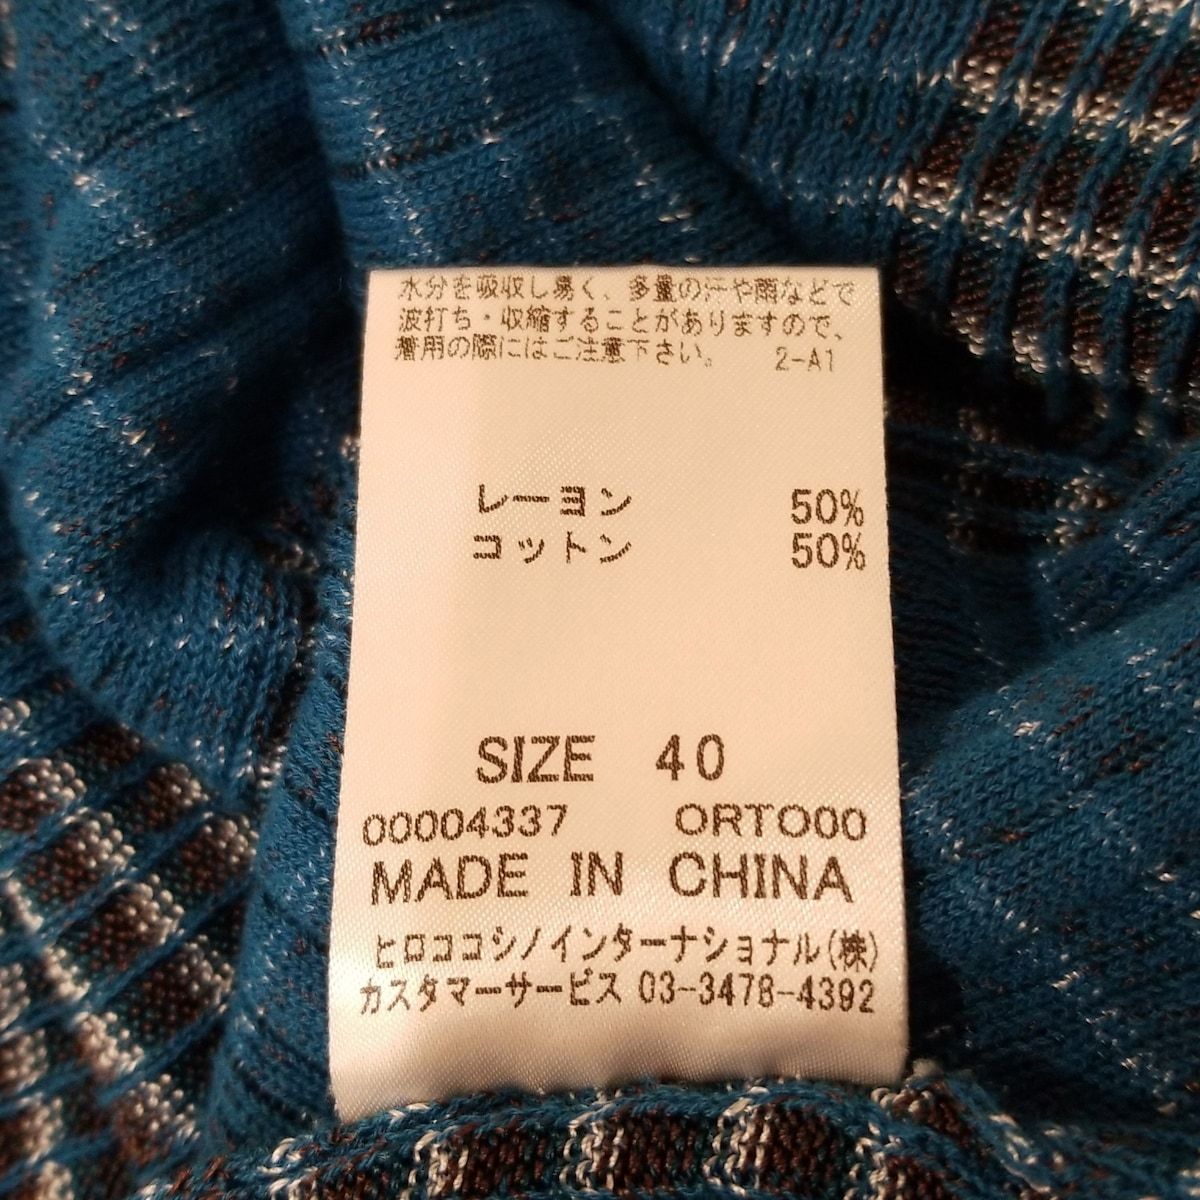 水分を吸収し易く、多量の汗や雨などで
波打ち・収縮することがありますので、
着用の際にはご注意下さい。 2-A1
レーヨン 50%
コットン 50%
SIZE 40
00004337 ORTO00
MADE IN CHINA
ヒロココシノインターナショナル(株)
カスタマーサービス 03-3478-4392